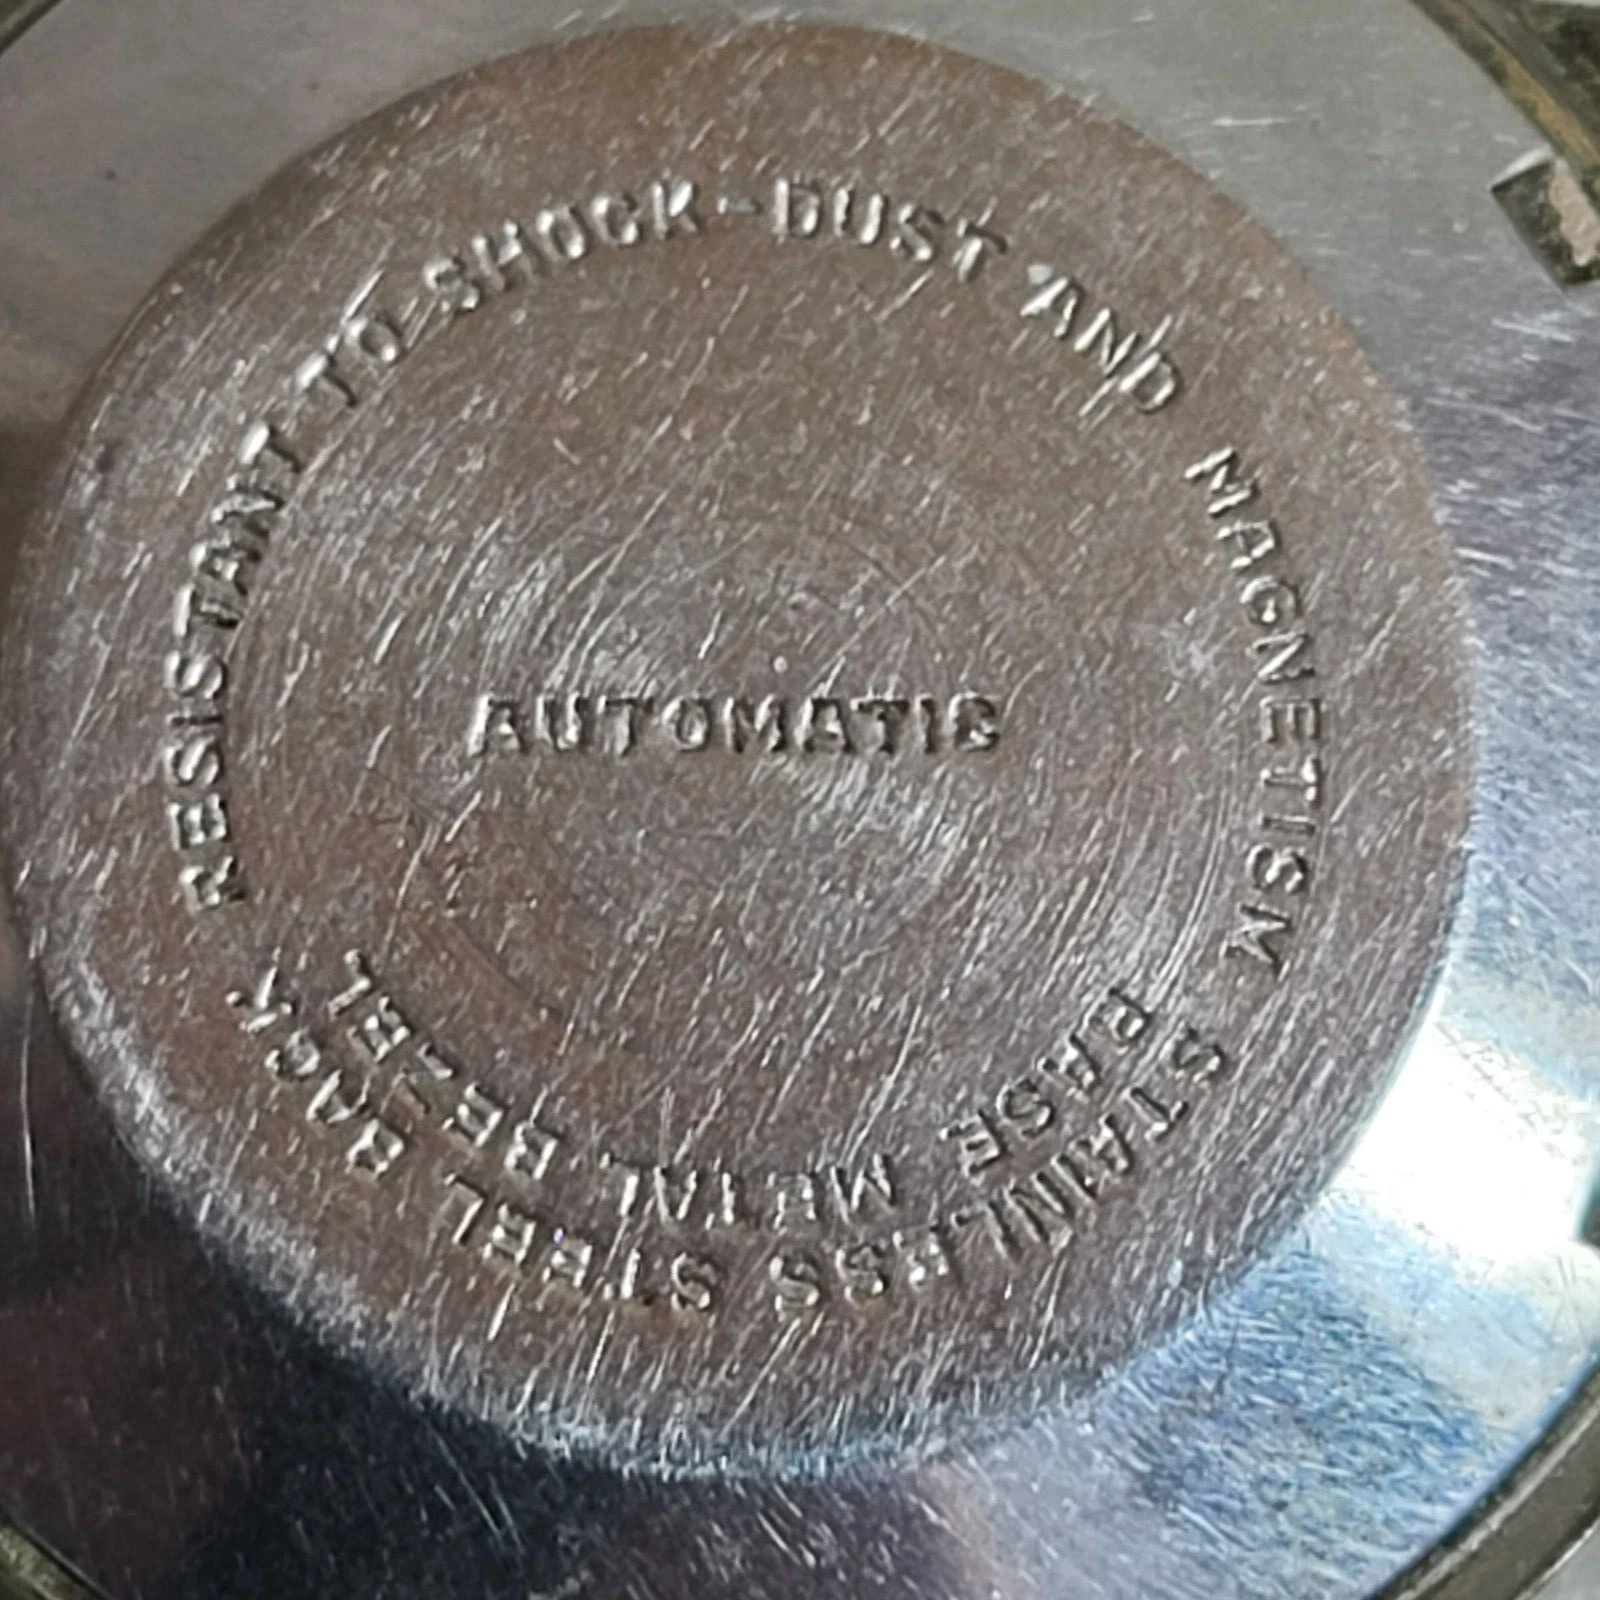 RESISTANT TO SHOCK-DUST AND MAGNETISM
AUTOMATIC
BASE METAL BEZEL
STAINLESS STEEL BACK